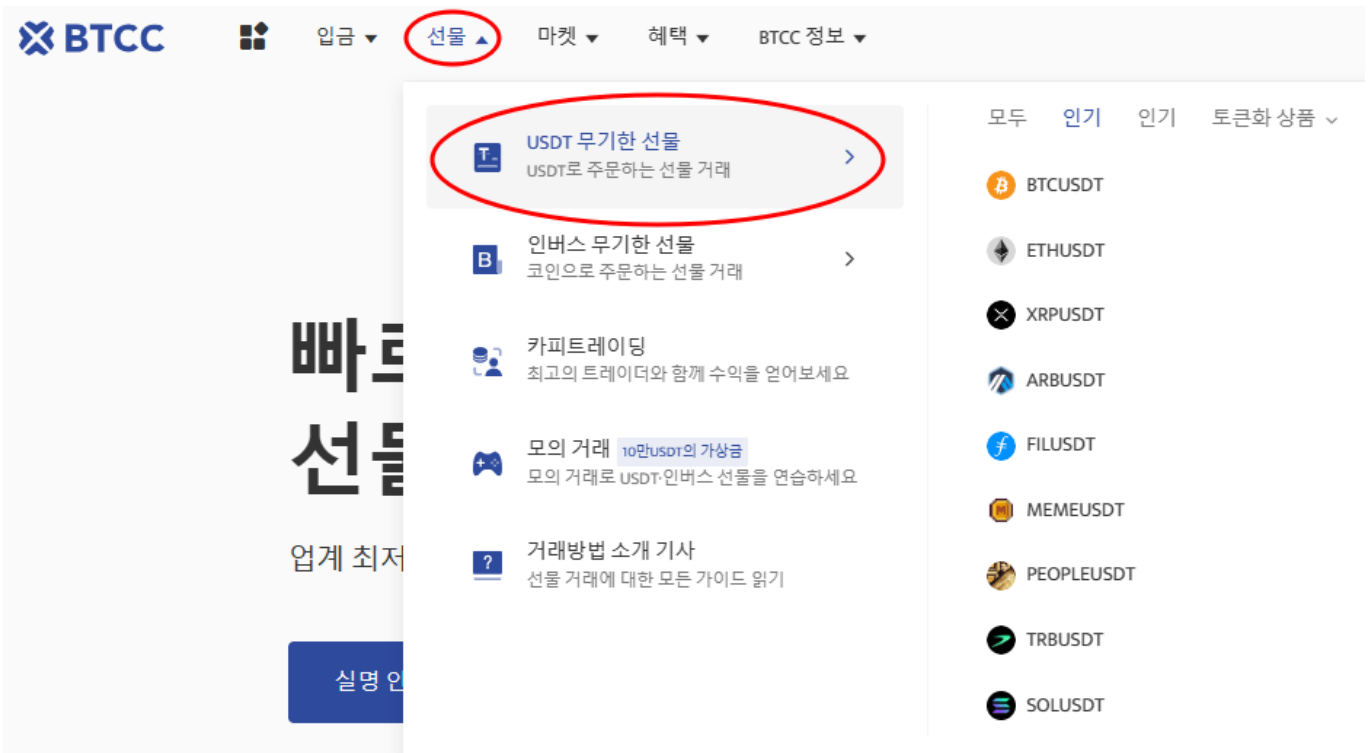 BTCC
입금
선물
마켓
혜택
BTCC 정보
USDT 무기한 선물
USDT로 주문하는 선물 거래
인버스 무기한 선물
코인으로 주문하는 선물 거래
카피트레이딩
최고의 트레이더와 함께 수익을 얻어보세요
모의 거래 10만USDT의 가상금
모의 거래로 USDT·인버스 선물을 연습하세요
거래방법 소개 기사
선물 거래에 대한 모든 가이드 읽기
모두 인기 인기 토큰화 상품
BTCUSDT
ETHUSDT
XRPUSDT
ARBUSDT
FILUSDT
MEMEUSDT
PEOPLEUSDT
TRBUSDT
SOLUSDT
업계
실명